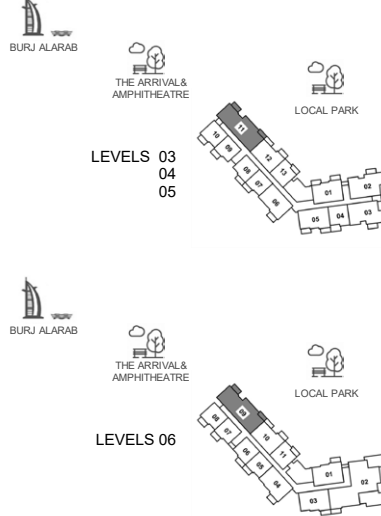 BURJ ALARAB
THE ARRIVAL&
AMPHITHEATRE
LOCAL PARK
LEVELS 03
04
05
11
10
09
12
13
08
07
06
01
02
05
04
03
BURJ ALARAB
THE ARRIVAL&
AMPHITHEATRE
LOCAL PARK
LEVELS 06
09
08
07
10
11
06
05
04
01
02
03